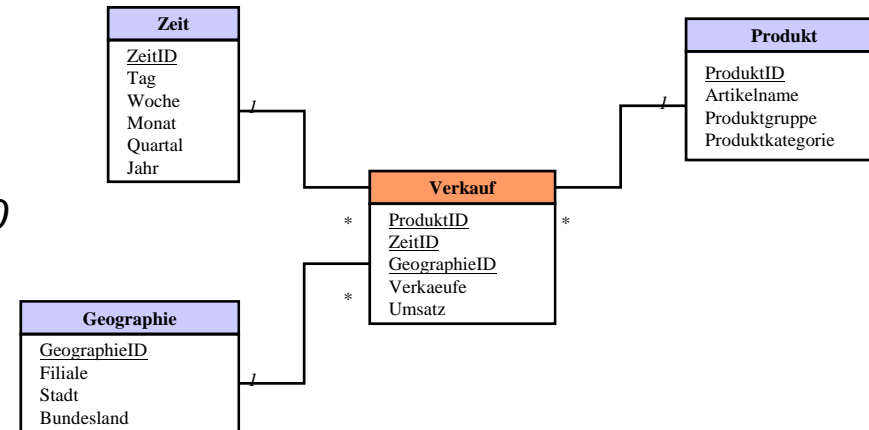 Zeit
ZeitID
Tag
Woche
Monat
Quartal
Jahr
1
Produkt
ProduktID
Artikelname
Produktgruppe
Produktkategorie
1
Verkauf
ProduktID
ZeitID
GeographieID
Verkaeufe
Umsatz
*
*
*
Geographie
GeographieID
Filiale
Stadt
Bundesland
1